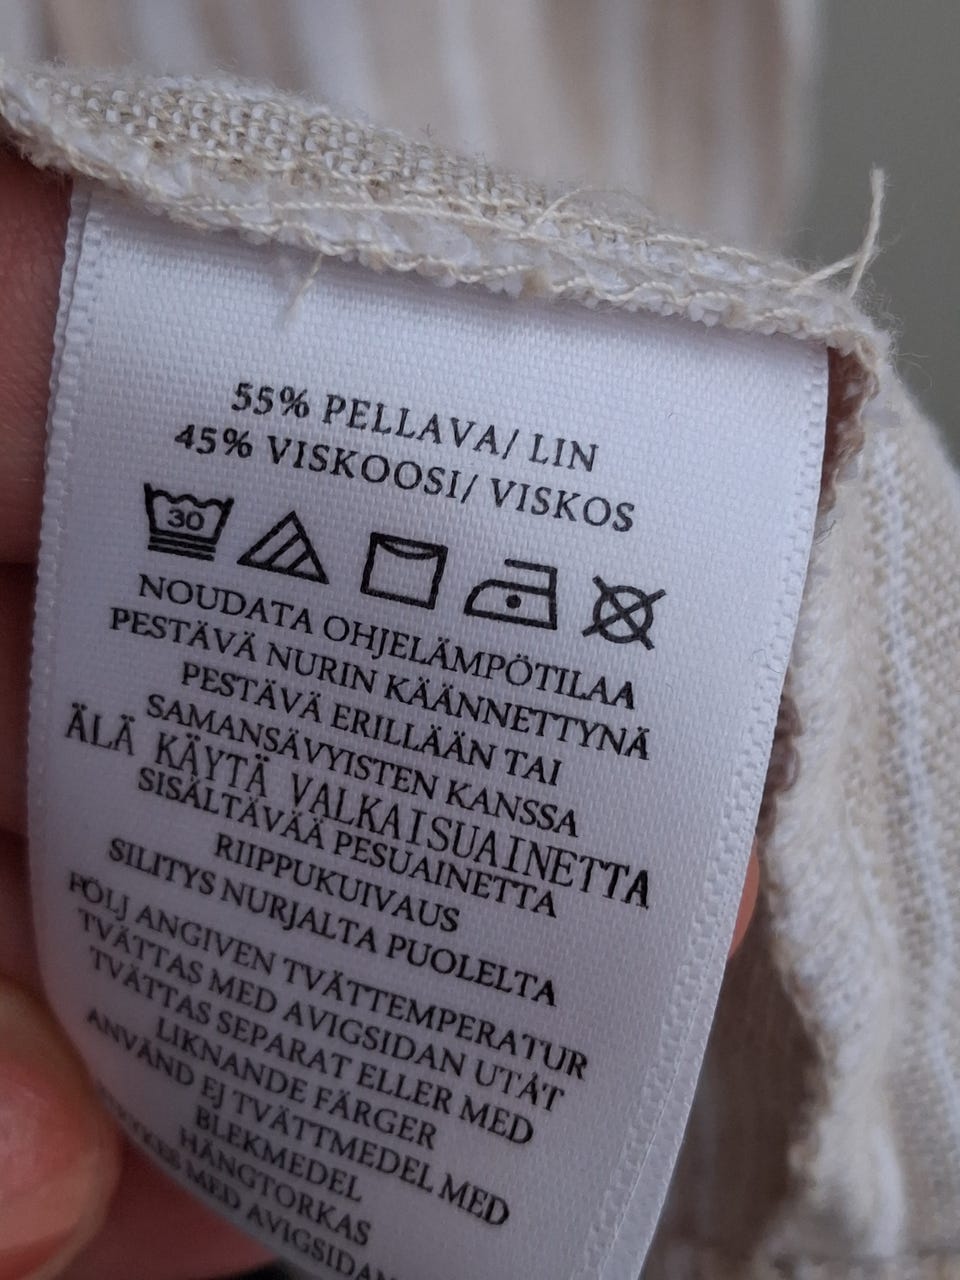 55% PELLAVA/ LIN
45% VISKOOSI/ VISKOS
30
NOUDATA OHJELÄMPÖTILAA
PESTÄVÄ NURIN KÄÄNNETTYNÄ
PESTÄVÄ ERILLÄÄN TAI
SAMANSÄVYISTEN KANSSA
ÄLÄ KÄYTÄ VALKAISUAINETTA
SISÄLTÄVÄÄ PESUAINETTA
RIIPPUKUIVAUS
SILITYS NURJALTA PUOLELTA
FÖLJ ANGIVEN TVÄTTEMPERATUR
TVÄTTAS MED AVIGSIDAN UTÅT
TVÄTTAS SEPARAT ELLER MED
LIKNANDE FÄRGER
ANVÄND EJ TVÄTTMEDEL MED
BLEKMEDEL
HÄNGTORKAS
MED AVIGSIDAN